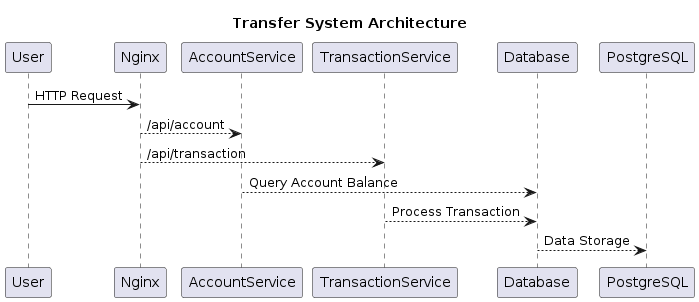 Transfer System Architecture
User Nginx AccountService TransactionService Database PostgreSQL
HTTP Request
/api/account
/api/transaction
Query Account Balance
Process Transaction
Data Storage
User Nginx AccountService TransactionService Database PostgreSQL